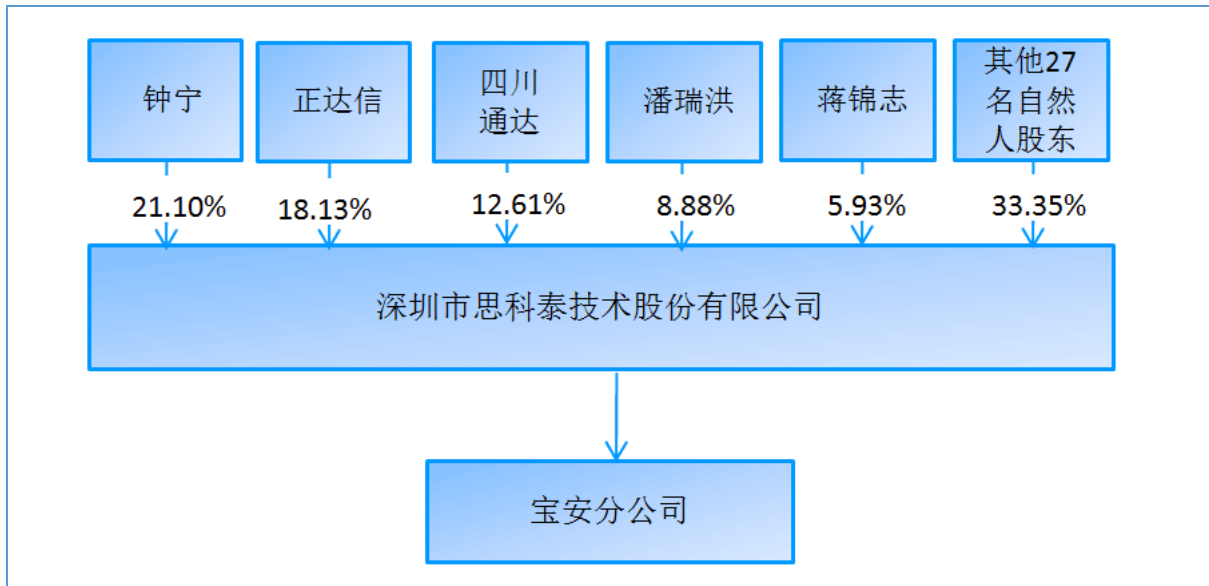 钟宁
正达信
四川
通达
潘瑞洪
蒋锦志
其他27
名自然
人股东
21.10%
18.13%
12.61%
8.88%
5.93%
33.35%
深圳市思科泰技术股份有限公司
宝安分公司